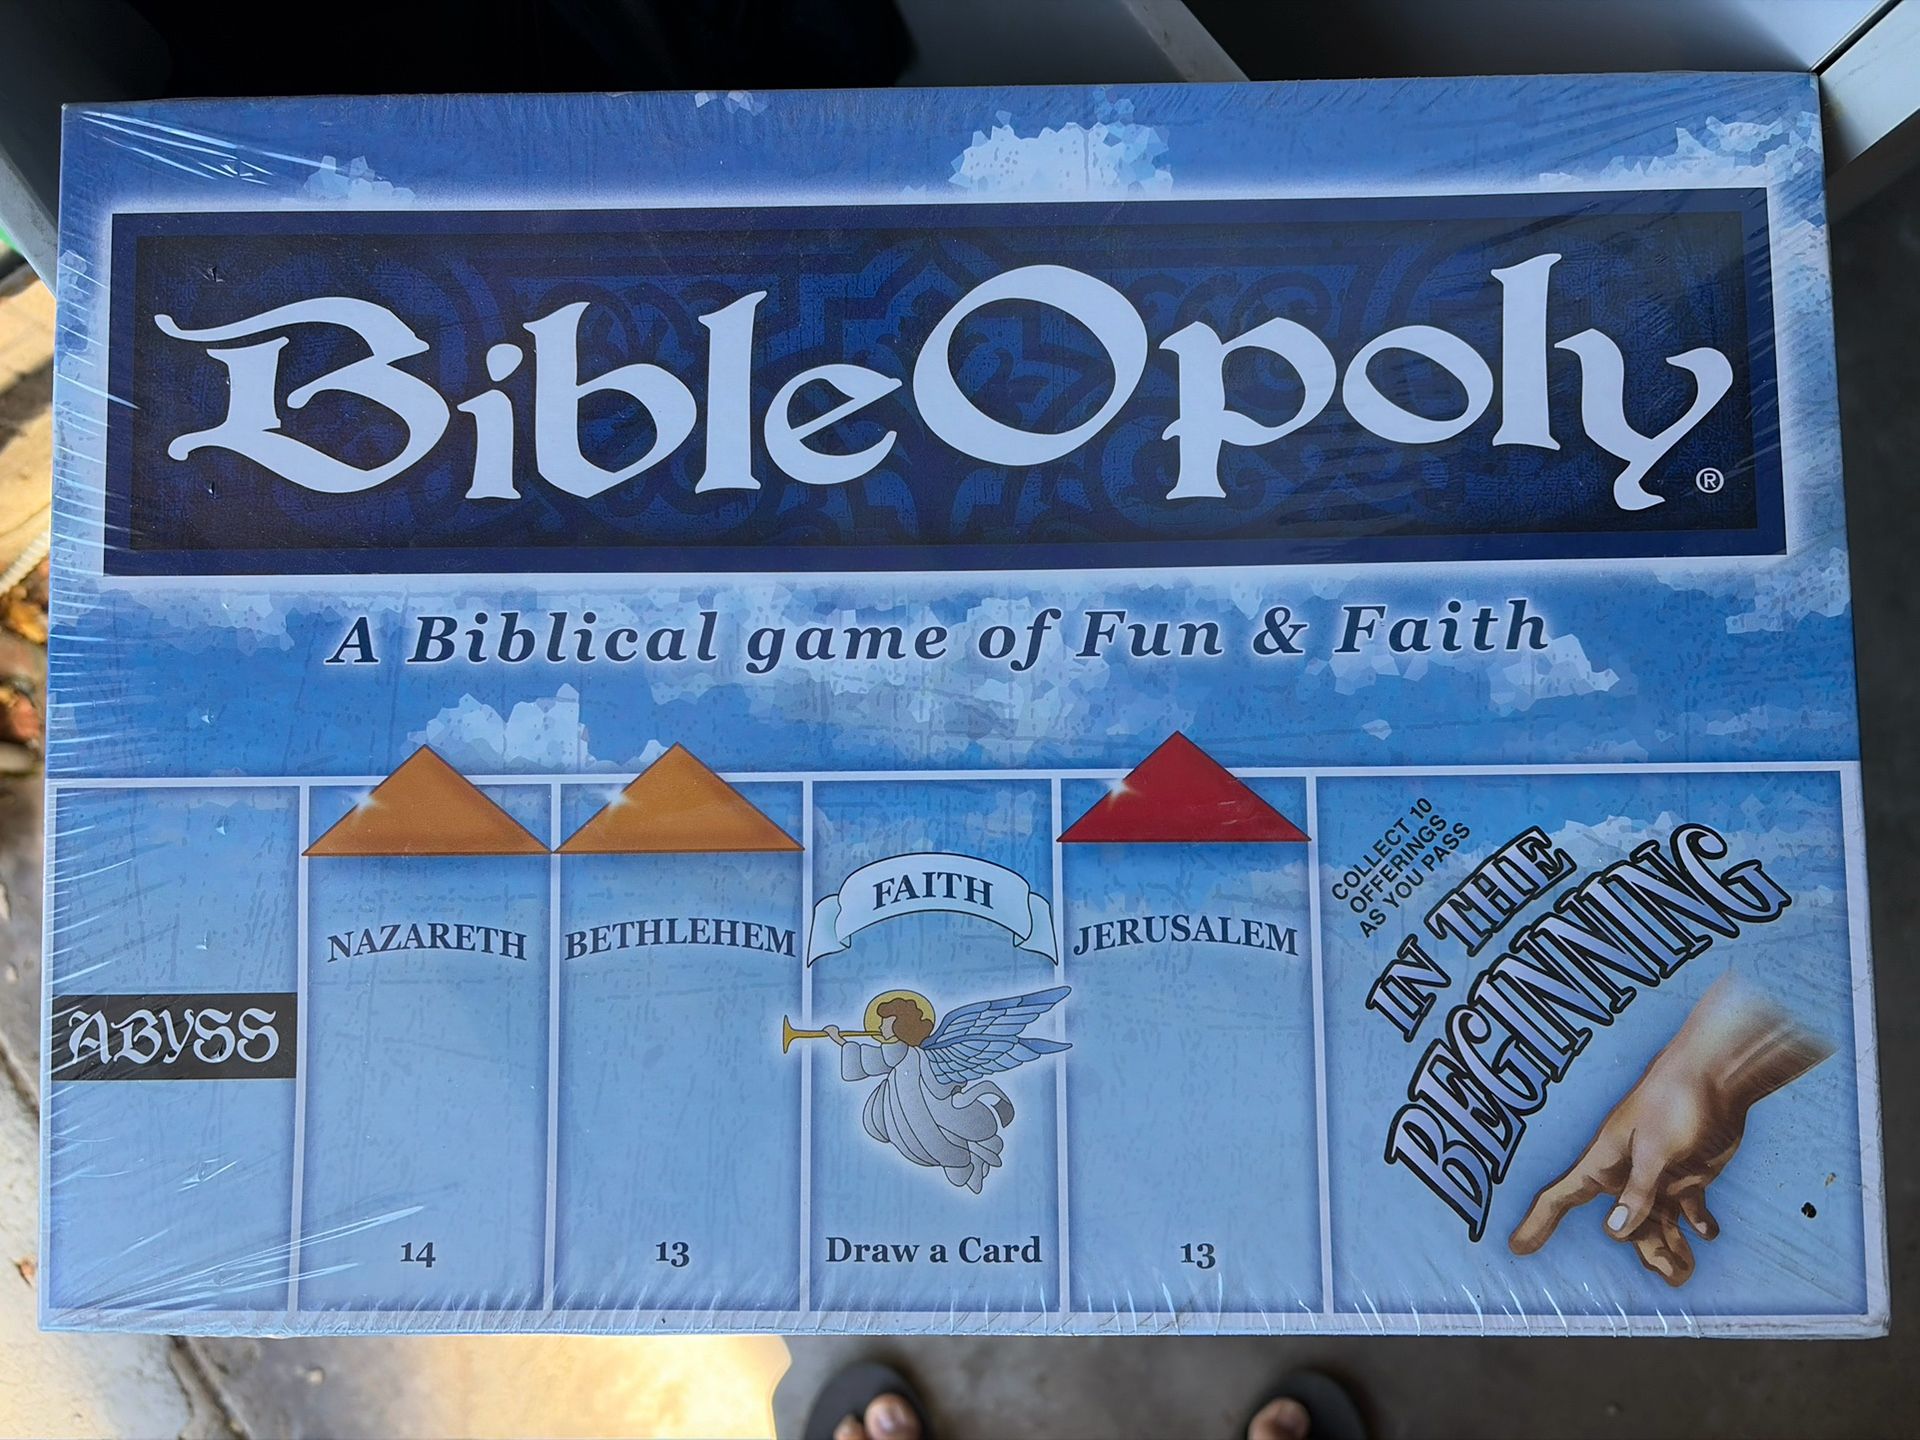 BibleOpoly®
A Biblical game of Fun & Faith
ABYSS
NAZARETH
14
BETHLEHEM
13
FAITH
Draw a Card
JERUSALEM
13
COLLECT 10
OFFERINGS
AS YOU PASS
IN THE
BEGINNING